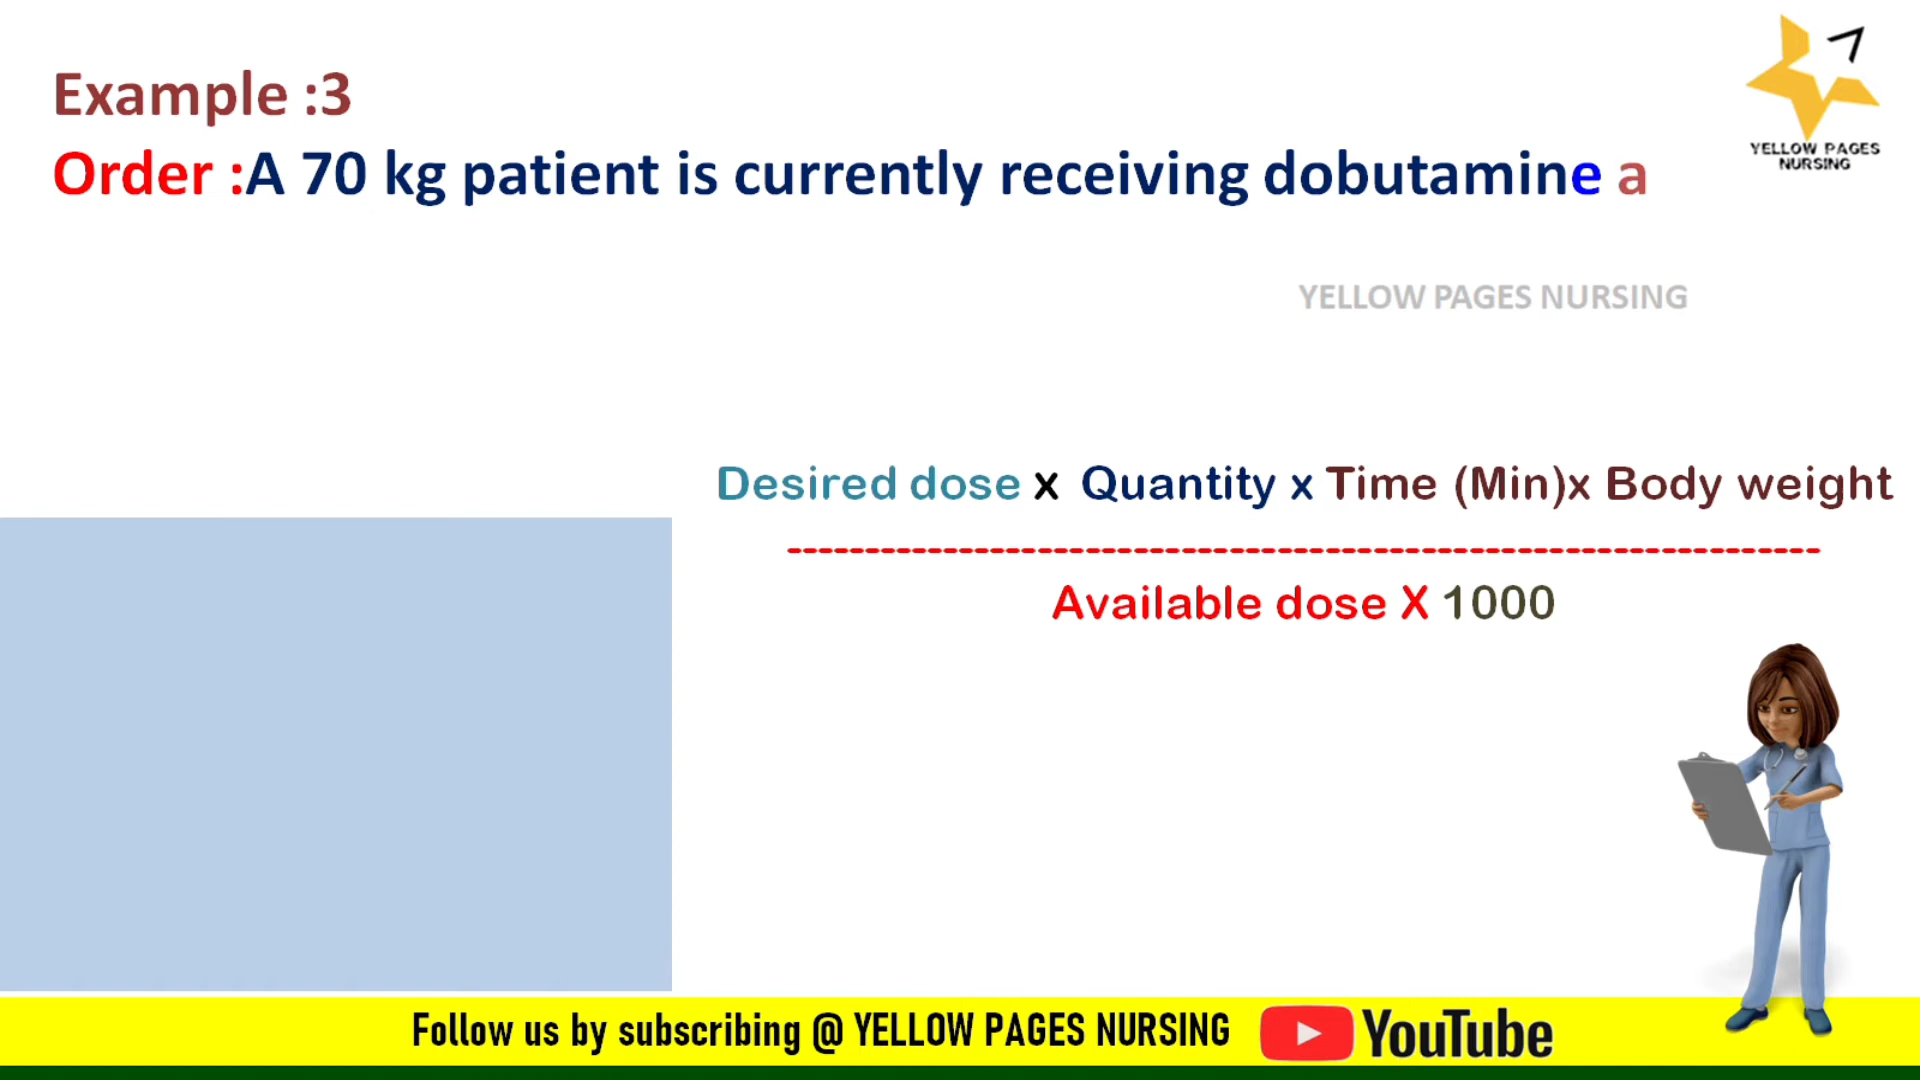 Example :3
Order :A 70 kg patient is currently receiving dobutamine a
YELLOW PAGES
NURSING
YELLOW PAGES NURSING
Desired dose x Quantity x Time (Min)x Body weight
--------------------------------------------------------------------
Available dose X 1000
Follow us by subscribing @ YELLOW PAGES NURSING YouTube